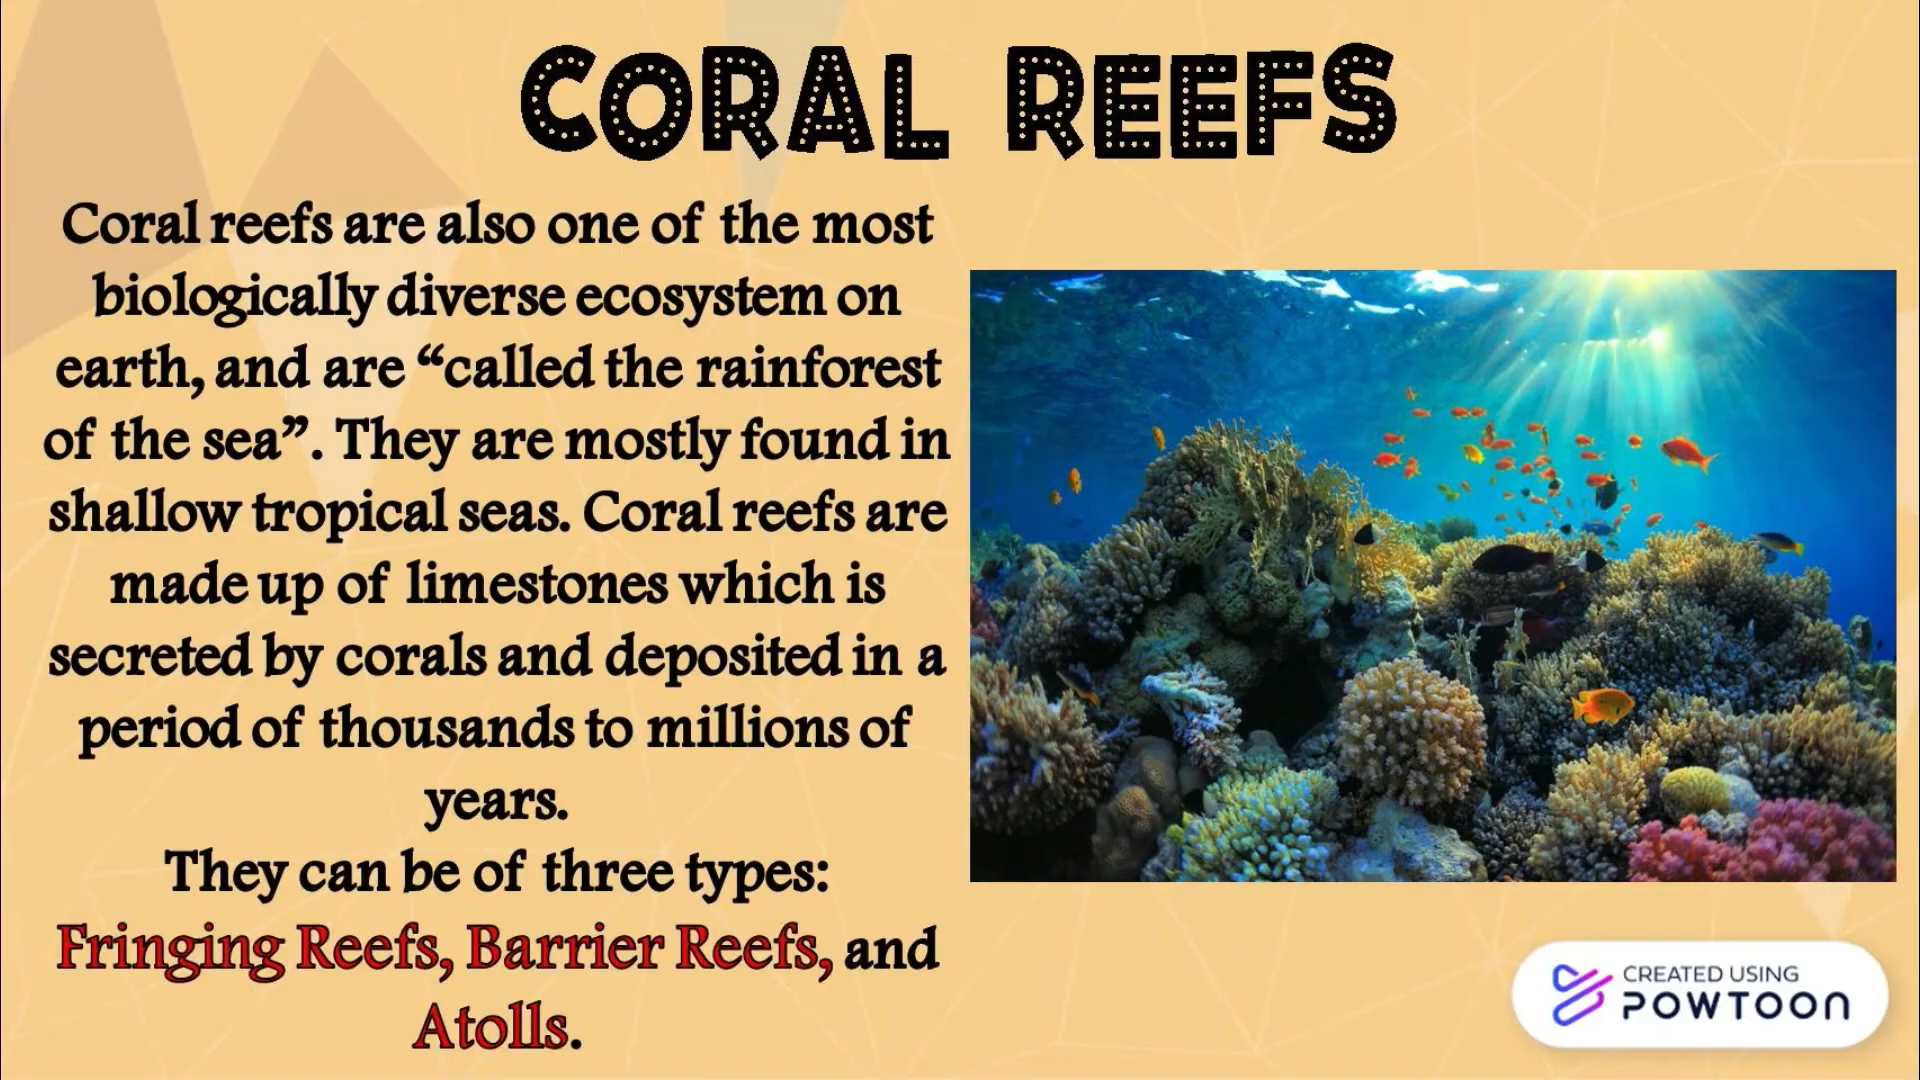 CORAL REEFS
Coral reefs are also one of the most
biologically diverse ecosystem on
earth, and are “called the rainforest
of the sea”. They are mostly found in
shallow tropical seas. Coral reefs are
made up of limestones which is
secreted by corals and deposited in a
period of thousands to millions of
years.
They can be of three types:
Fringing Reefs, Barrier Reefs, and
Atolls.
CREATED USING
POWTOON